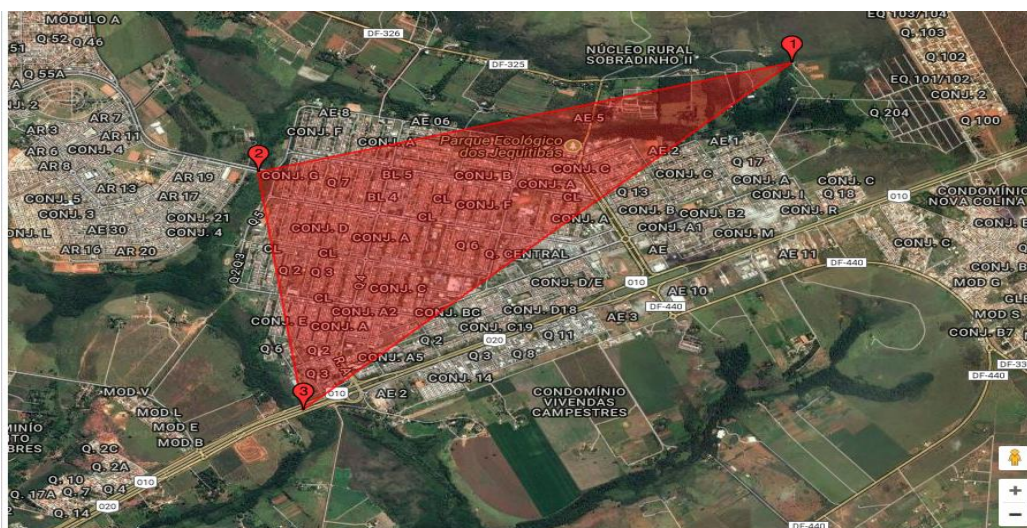 MÓDULO A
51
Q 52
Q 46
Q 55A
DF-326
DF-325
NÚCLEO RURAL
SOBRADINHO II
1
EQ 103/104
Q. 103
Q 102
EQ 101/102
CONJ. 2
Q 204
Q 100
AR 7
AR 3
AR 11
AR 6
CONJ. 4
AR 8
AE 8
CONJ. F
AE 06
AE 5
Parque Ecológico
dos Jequitibás
AE 2
AE 1
Q 17
2
CONJ. G
Q 7
BL 5
CONJ. B
CONJ. C
CONJ. A
AR 19
AR 13
AR 17
CONJ. 5
CONJ. 3
CONJ. L
CONJ. 21
CONJ. 4
AE 30
AR 16
AR 20
Q 5
BL 4
CL
CONJ. F
CL
Q 13
CONJ. C
CONJ. A
CONJ. I
CONJ. C
Q 18
CONJ. R
CONJ. B
CONJ. B2
CONJ. A1
CONJ. M
CONJ. A
010
CONDOMÍNIO
NOVA COLINA
CONJ. D
CONJ. A
CL
Q 6
Q. CENTRAL
AE
AE 11
CONJ. C
DF-440
CL
Q 2
Q 3
Q 4
CL
CONJ. C
CONJ. D/E
010
AE 10
DF-440
MOD G
MOD S
CONJ. B7
CONJ. E
CONJ. A2
CONJ. A
CONJ. BC
CONJ. D18
CONJ. C19
AE 3
Q 11
020
Q 6
Q 2
Q 3
CONJ. A5
Q 2
Q 3
Q 8
CONJ. 14
DF-440
3
010
AE 2
CONDOMÍNIO
VIVENDAS
CAMPESTRES
MOD V
MOD L
MOD E
MOD B
Q. 2C
Q. 2A
Q. 10
Q. 17A
Q. 7
Q 4
Q. 14
010
020
DF-440
+
−